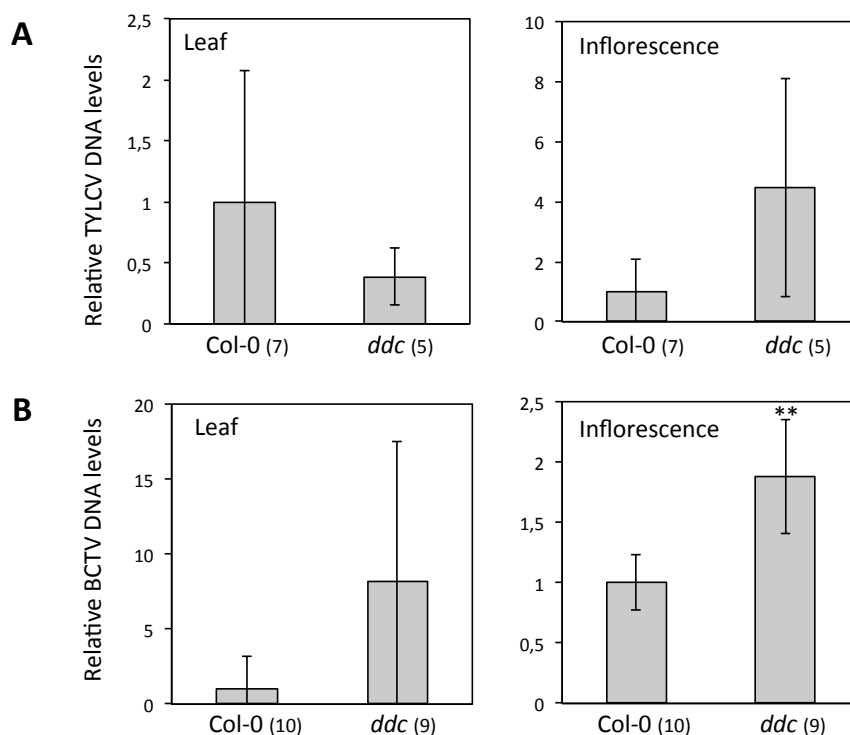 A
Relative TYLCV DNA levels
2,5
2
1,5
1
0,5
0
Leaf
Col-0 (7)
ddc (5)
10
8
6
4
2
0
Inflorescence
Col-0 (7)
ddc (5)
B
Relative BCTV DNA levels
20
15
10
5
0
Leaf
Col-0 (10)
ddc (9)
2,5
2
1,5
1
0,5
0
Inflorescence
**
Col-0 (10)
ddc (9)